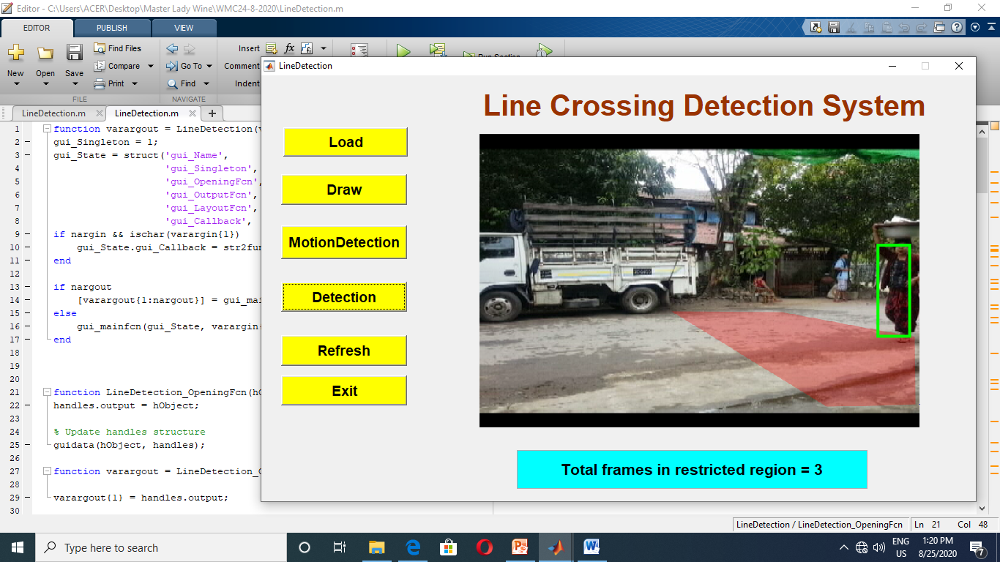 Editor - C:\Users\ACER\Desktop\Master Lady Wine\WMC24-8-2020\LineDetection.m
EDITOR PUBLISH VIEW
New Open Save
Find Files
Compare
Print
Go To
Find
Insert fx
Comment
Indent
FILE NAVIGATE
LineDetection.m LineDetection.m
1 function varargout = LineDetection(
2 gui_Singleton = 1;
3 gui_State = struct('gui_Name',
4 'gui_Singleton',
5 'gui_OpeningFcn',
6 'gui_OutputFcn',
7 'gui_LayoutFcn',
8 'gui_Callback',
9 if nargin && ischar(varargin{1})
10 gui_State.gui_Callback = str2fun
11 end
12
13 if nargout
14 [varargout{1:nargout}] = gui_mai
15 else
16 gui_mainfcn(gui_State, varargin
17 end
18
19
20
21 function LineDetection_OpeningFcn(hO
22 handles.output = hObject;
23
24 % Update handles structure
25 guidata(hObject, handles);
26
27 function varargout = LineDetection_
28
29 varargout{1} = handles.output;
30
LineDetection
Line Crossing Detection System
Load
Draw
MotionDetection
Detection
Refresh
Exit
Total frames in restricted region = 3
LineDetection / LineDetection_OpeningFcn Ln 21 Col 48
Type here to search
ENG
US
1:20 PM
8/25/2020
7